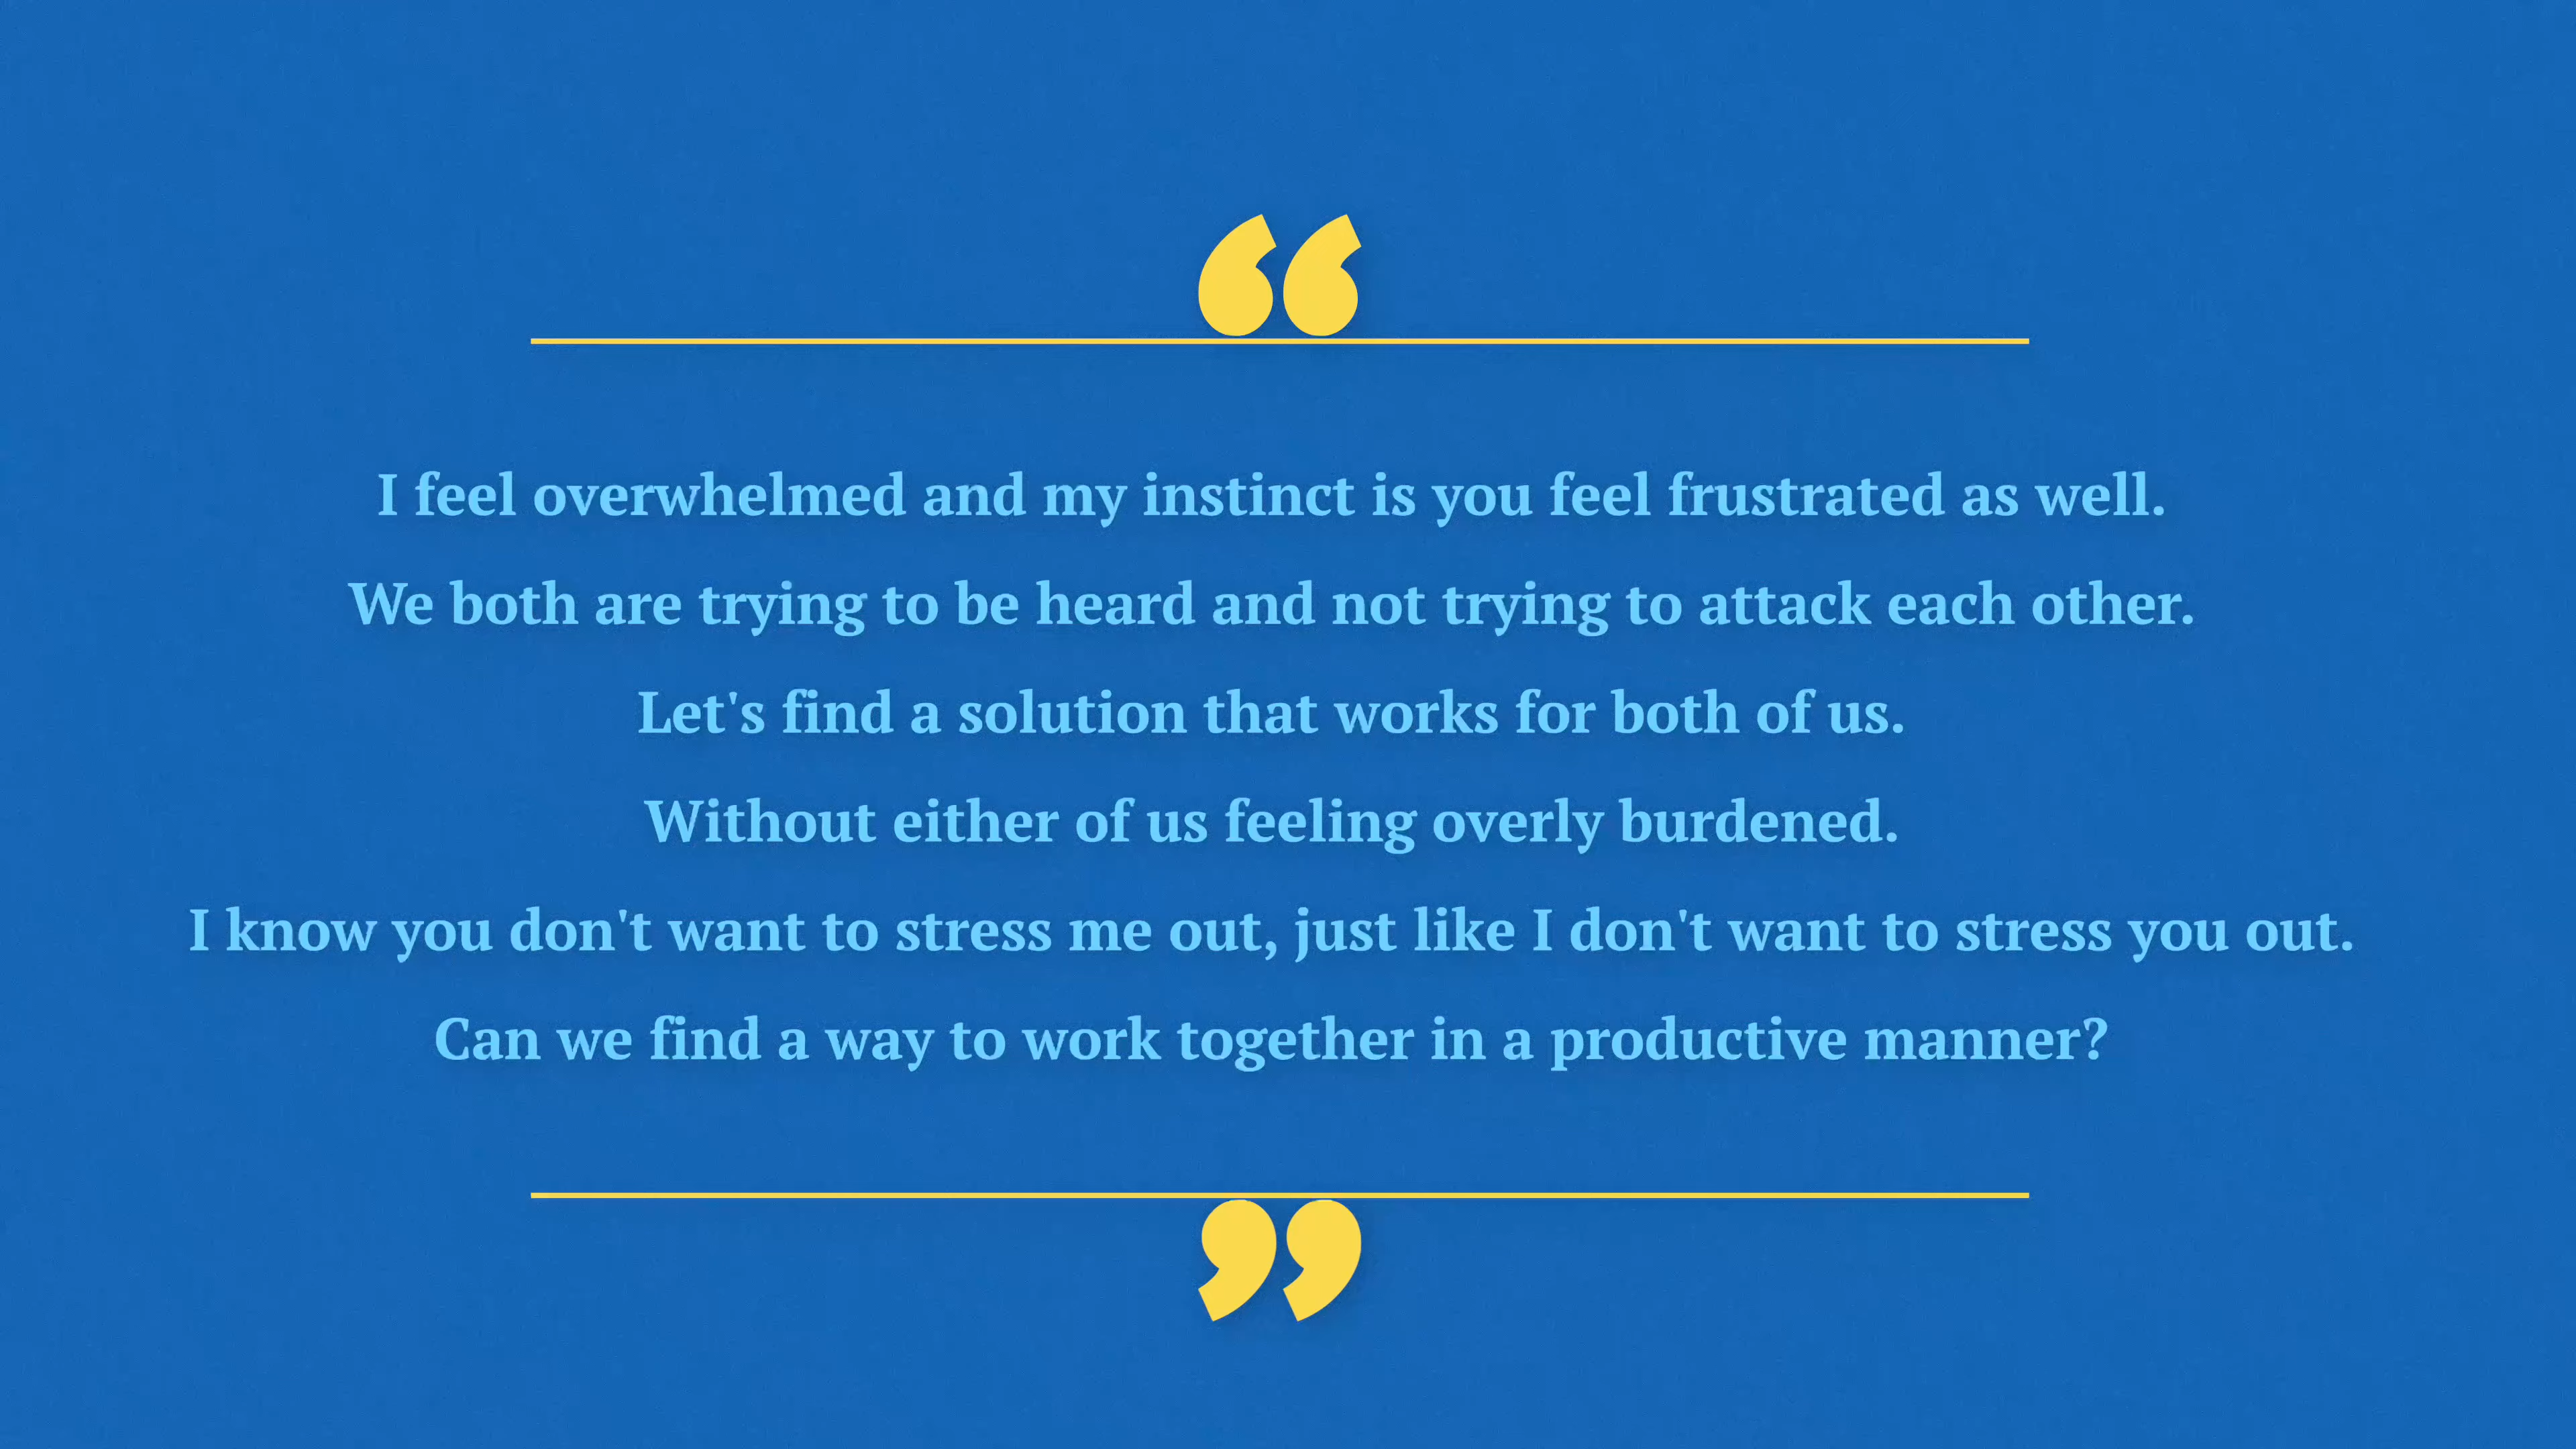 “
I feel overwhelmed and my instinct is you feel frustrated as well.
We both are trying to be heard and not trying to attack each other.
Let's find a solution that works for both of us.
Without either of us feeling overly burdened.
I know you don't want to stress me out, just like I don't want to stress you out.
Can we find a way to work together in a productive manner?
”